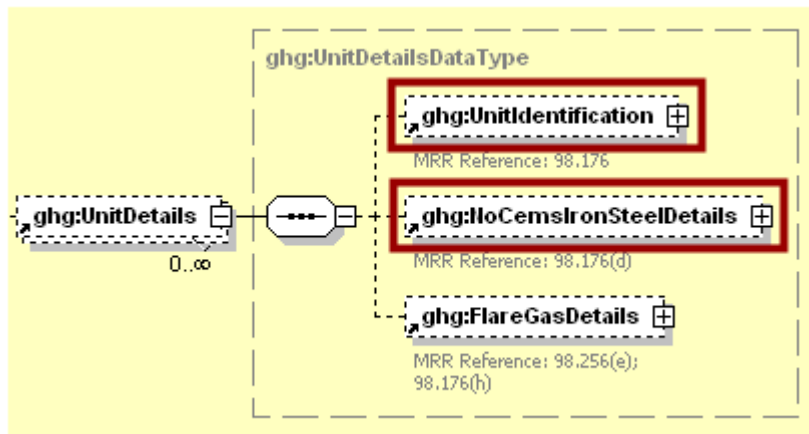 ghg:UnitDetailsDataType
ghg:UnitIdentification
MRR Reference: 98.176
ghg:UnitDetails
0..∞
ghg:NoCemsIronSteelDetails
MRR Reference: 98.176(d)
ghg:FlareGasDetails
MRR Reference: 98.256(e);
98.176(h)